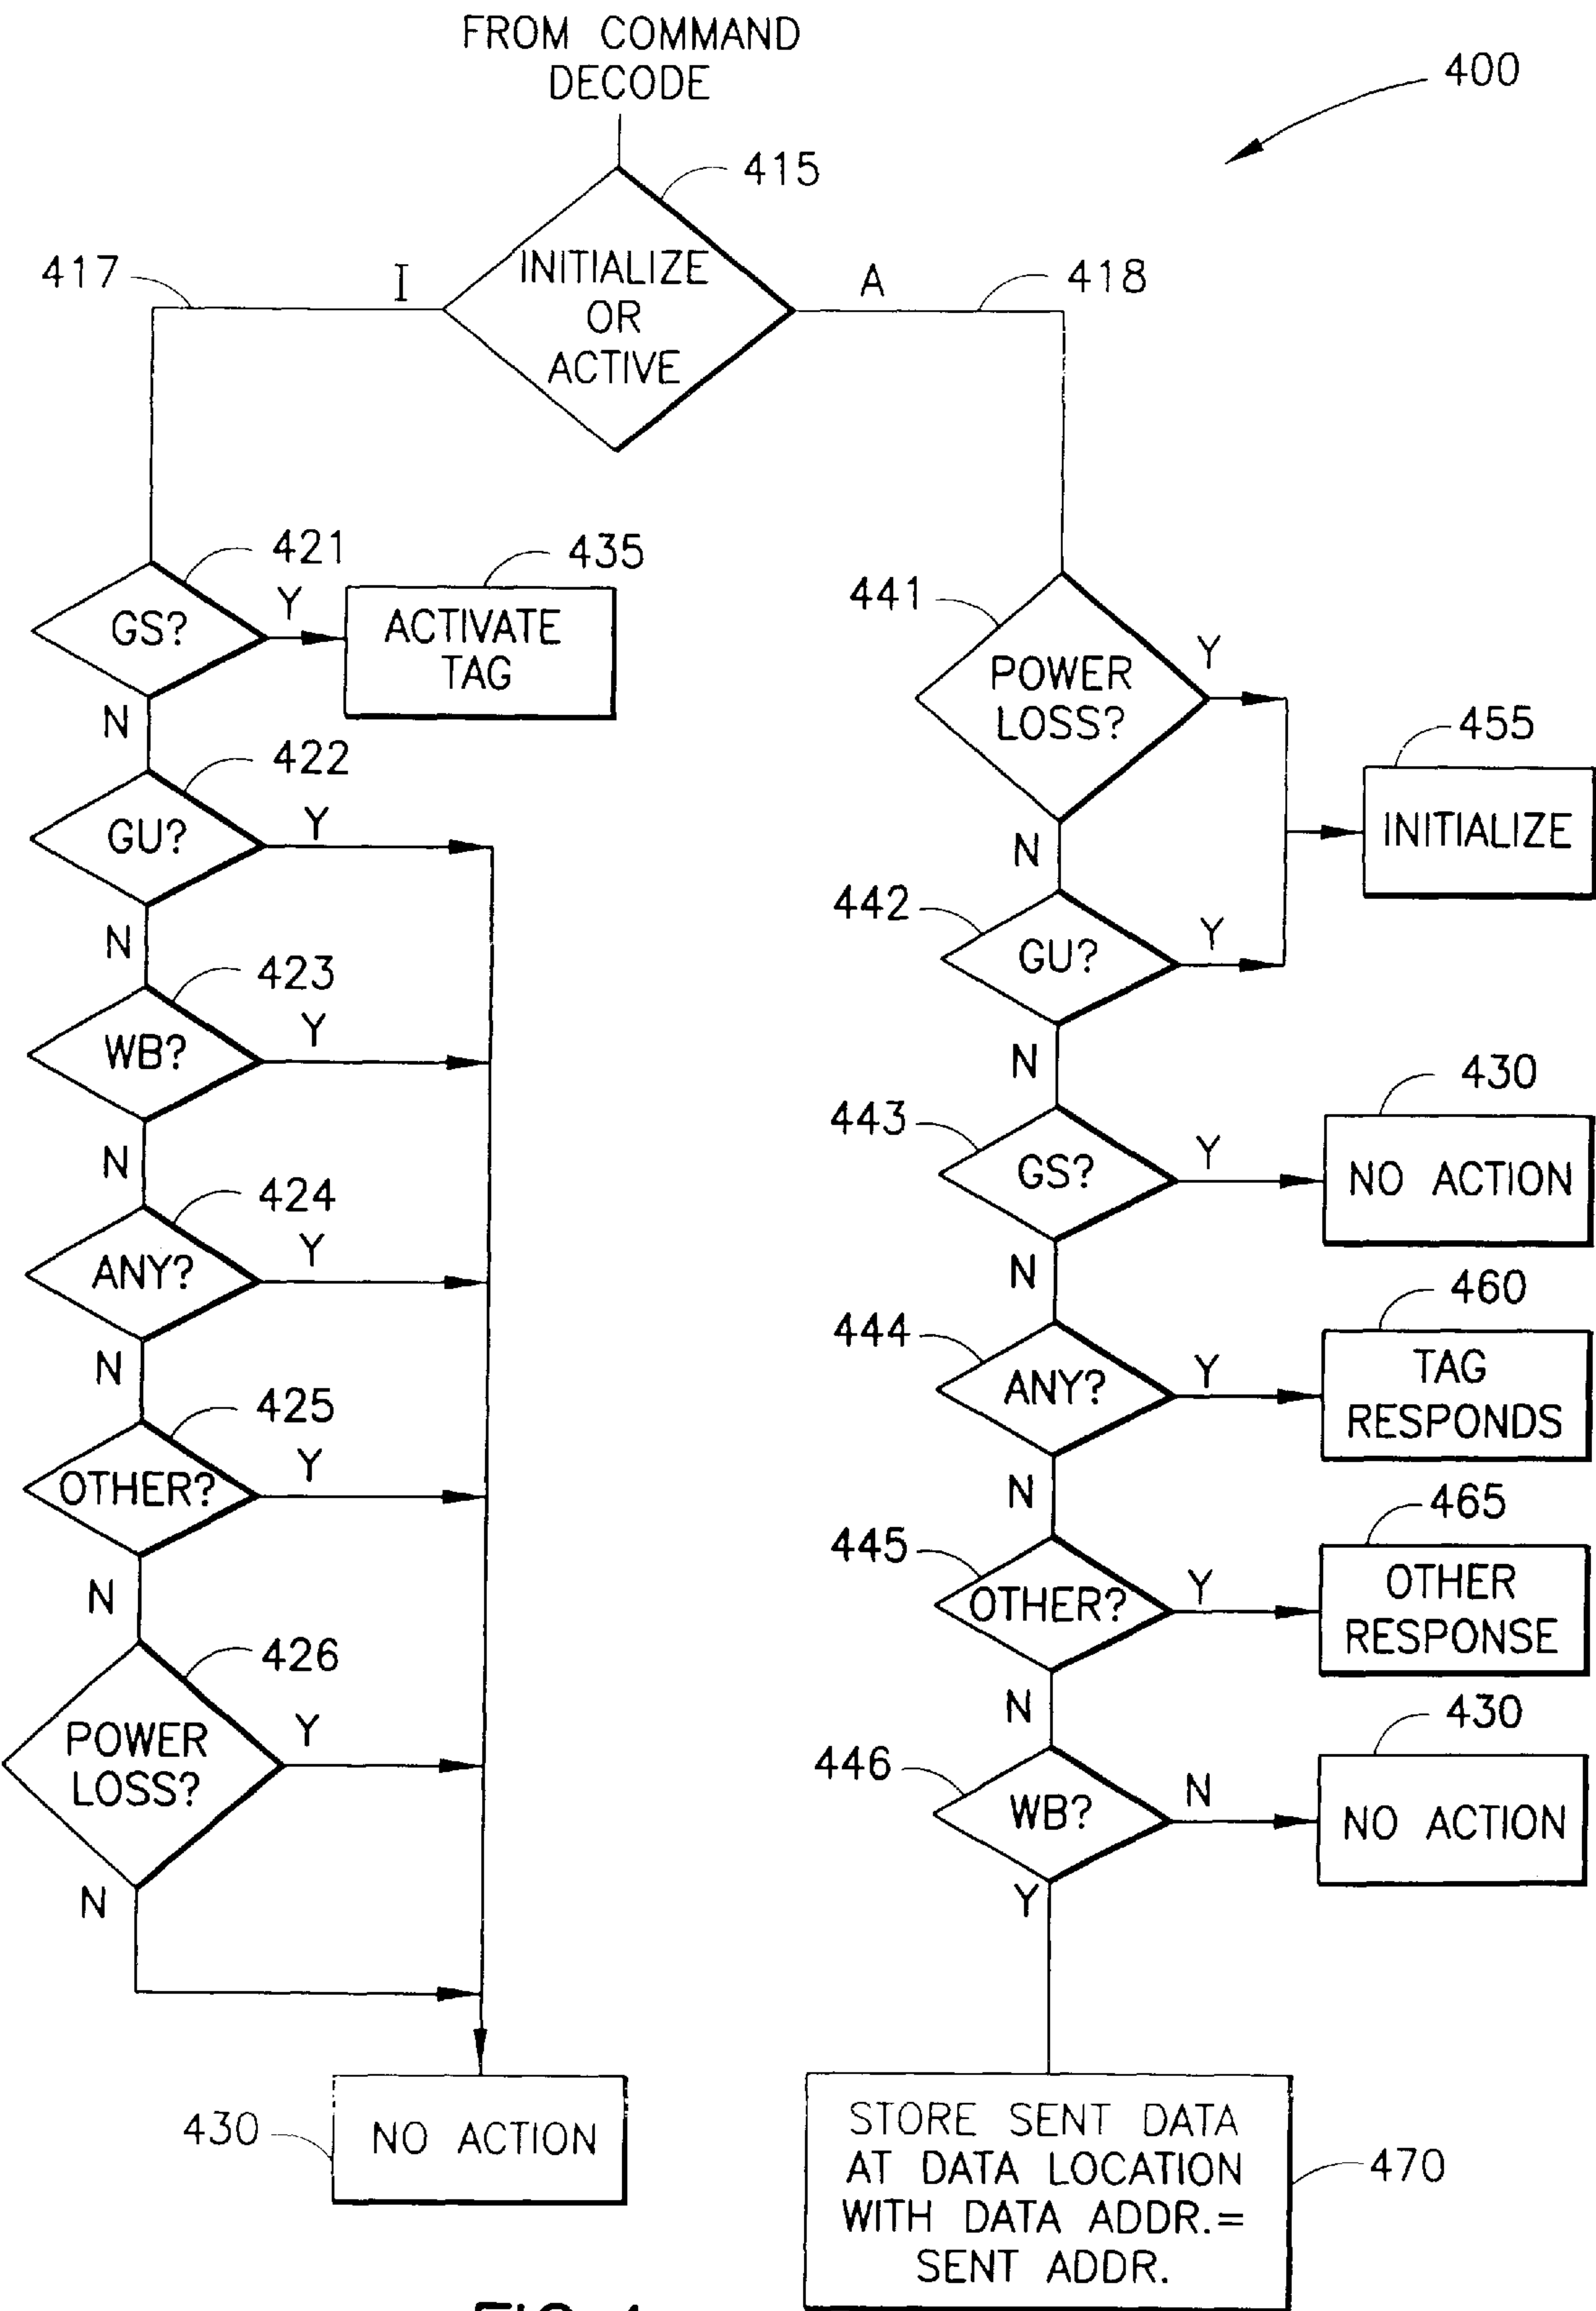 FROM COMMAND
DECODE
400
415
INITIALIZE
OR
ACTIVE
417
I
A
418
421
GS?
Y
435
ACTIVATE
TAG
N
422
GU?
Y
N
423
WB?
Y
N
424
ANY?
Y
N
425
OTHER?
Y
N
426
POWER
LOSS?
Y
N
430
NO ACTION
441
POWER
LOSS?
Y
455
INITIALIZE
N
442
GU?
Y
N
443
GS?
Y
430
NO ACTION
N
444
ANY?
Y
460
TAG
RESPONDS
N
445
OTHER?
Y
465
OTHER
RESPONSE
N
446
WB?
N
430
NO ACTION
Y
STORE SENT DATA
AT DATA LOCATION
WITH DATA ADDR.=
SENT ADDR.
470